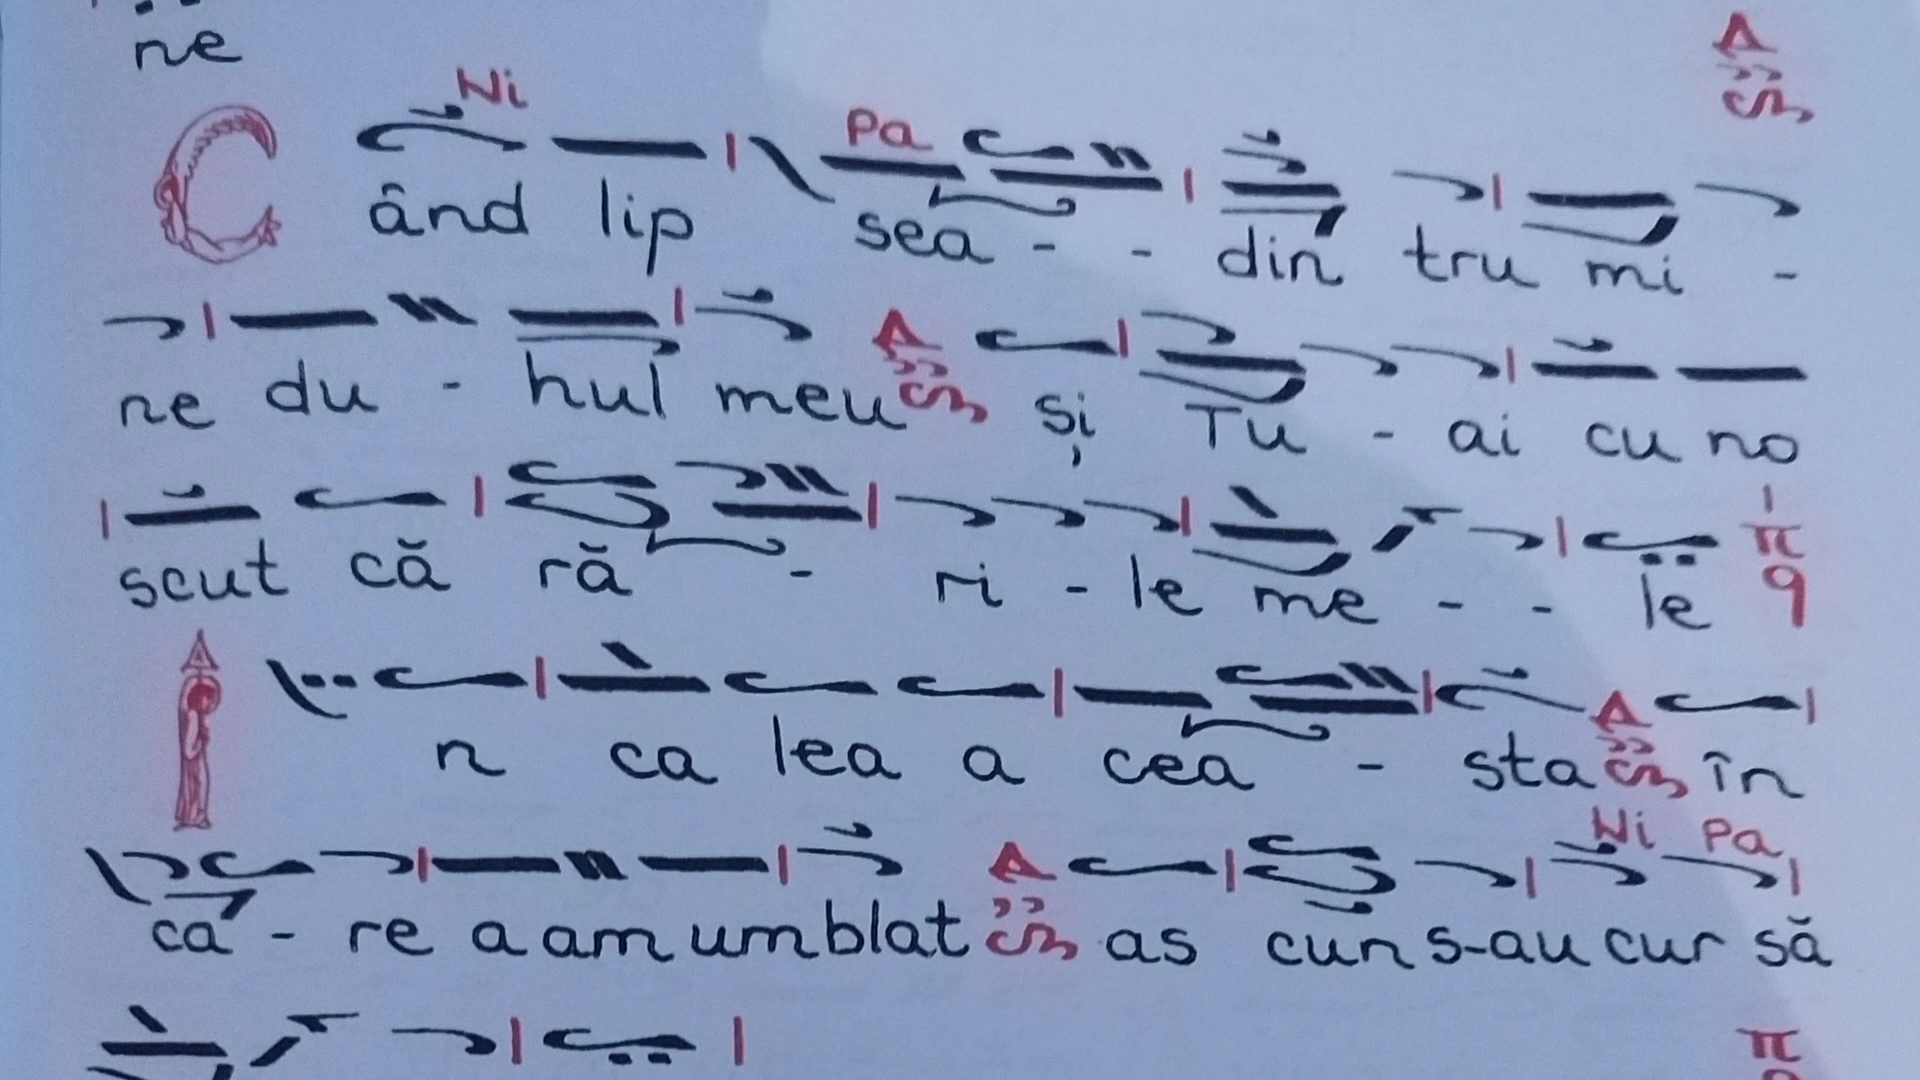 ne
Ni Pa
Când lip sea - - din tru mi -
ne du - hul meu și Tu - ai cu no
scut că ră - ri - le me - - le
π
În ca lea a cea - sta în
Ni Pa
ca - re a am umblat as cun s-au cur să
π